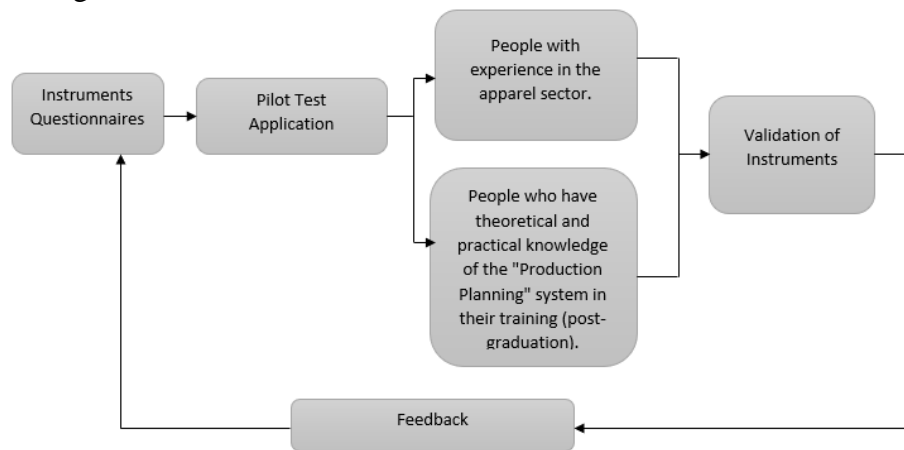 Instruments
Questionnaires
Pilot Test
Application
People with
experience in the
apparel sector.
People who have
theoretical and
practical knowledge
of the "Production
Planning" system in
their training (post-
graduation).
Validation of
Instruments
Feedback